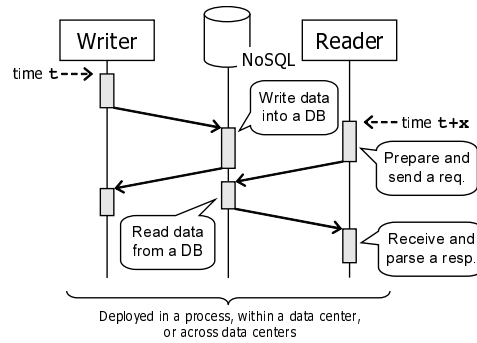 Writer
NoSQL
Reader
time t
Write data
into a DB
time t+x
Prepare and
send a req.
Read data
from a DB
Receive and
parse a resp.
Deployed in a process, within a data center,
or across data centers